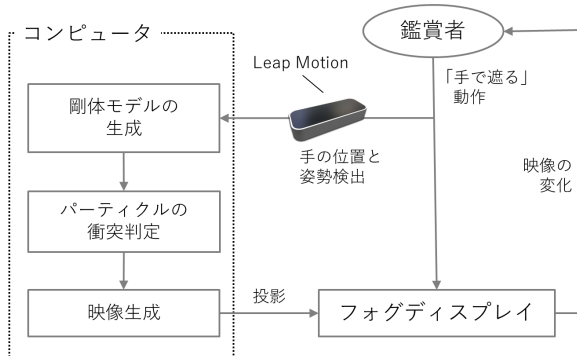 コンピュータ
鑑賞者
Leap Motion
「手で遮る」
動作
剛体モデルの
生成
手の位置と
姿勢検出
映像の
変化
パーティクルの
衝突判定
映像生成
投影
フォグディスプレイ